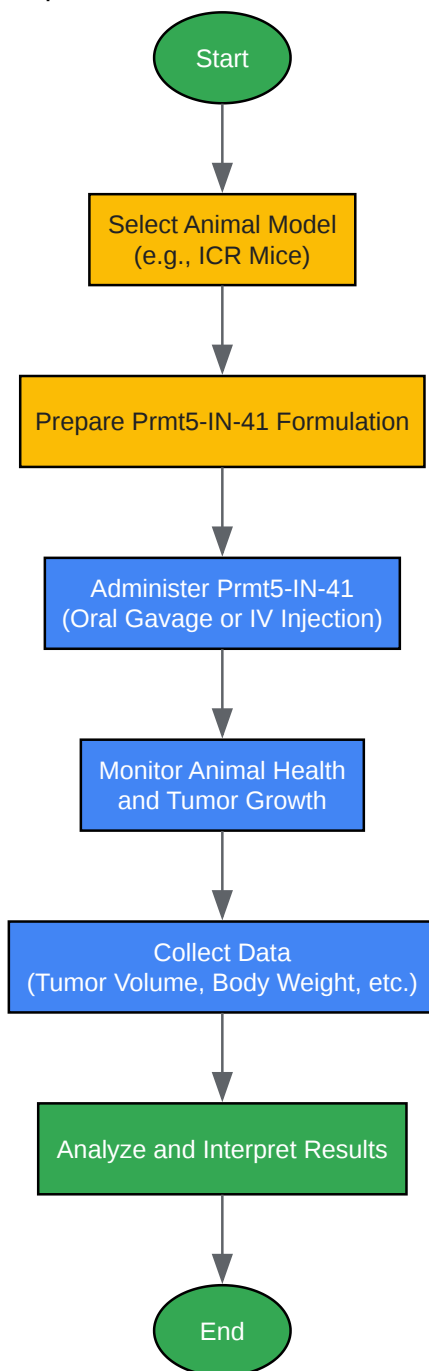 Start
Select Animal Model
(e.g., ICR Mice)
Prepare Prmt5-IN-41 Formulation
Administer Prmt5-IN-41
(Oral Gavage or IV Injection)
Monitor Animal Health
and Tumor Growth
Collect Data
(Tumor Volume, Body Weight, etc.)
Analyze and Interpret Results
End